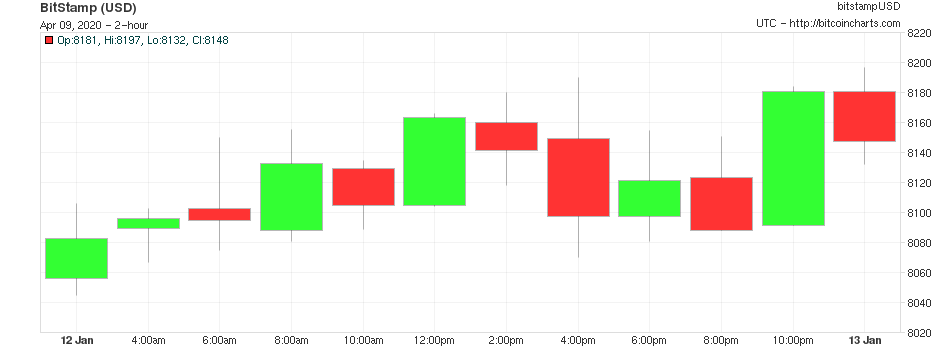 BitStamp (USD)
bitstampUSD
Apr 09, 2020 - 2-hour
UTC - http://bitcoincharts.com
Op:8181, Hi:8197, Lo:8132, Cl:8148
8220
8200
8180
8160
8140
8120
8100
8080
8060
8040
8020
12 Jan 4:00am 6:00am 8:00am 10:00am 12:00pm 2:00pm 4:00pm 6:00pm 8:00pm 10:00pm 13 Jan